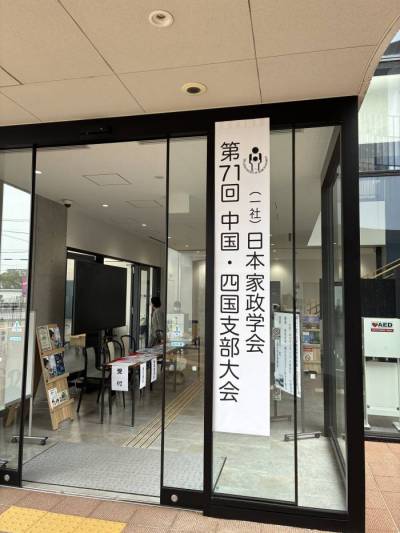 （一社）日本家政学会
第71回 中国・四国支部大会
受付
AED